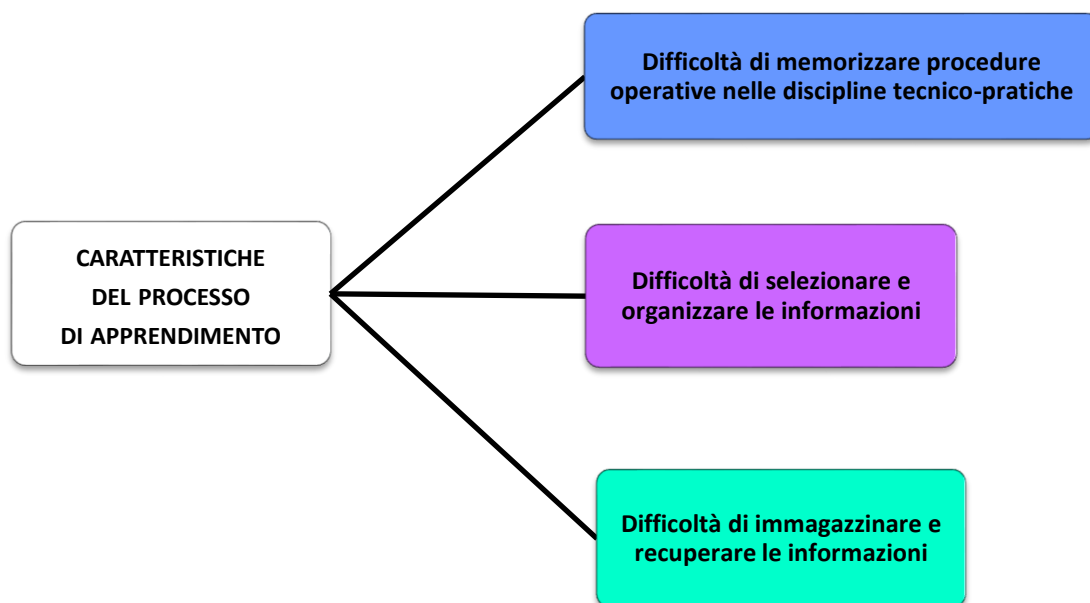 Difficoltà di memorizzare procedure
operative nelle discipline tecnico-pratiche
CARATTERISTICHE
DEL PROCESSO
DI APPRENDIMENTO
Difficoltà di selezionare e
organizzare le informazioni
Difficoltà di immagazzinare e
recuperare le informazioni